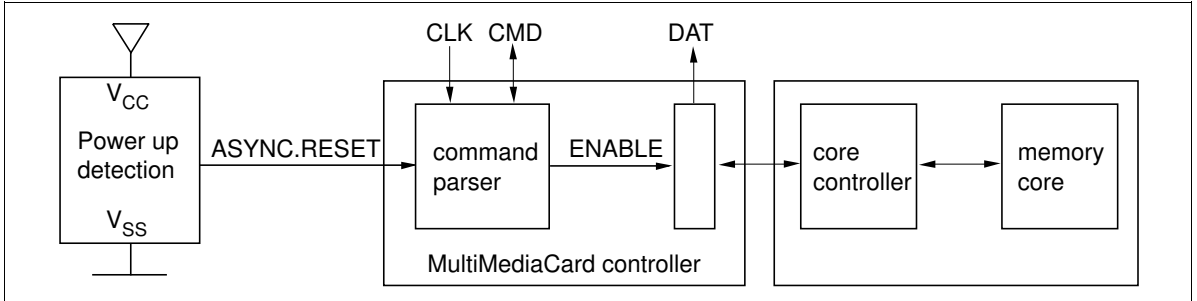 CLK CMD DAT
VCC
Power up
detection
VSS
ASYNC.RESET
command
parser
ENABLE
MultiMediaCard controller
core
controller
memory
core